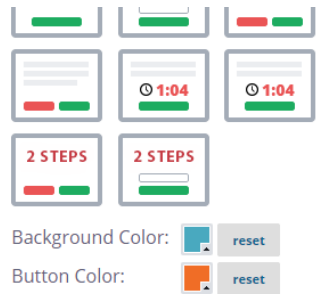 1:04 1:04
2 STEPS 2 STEPS
Background Color: reset
Button Color: reset